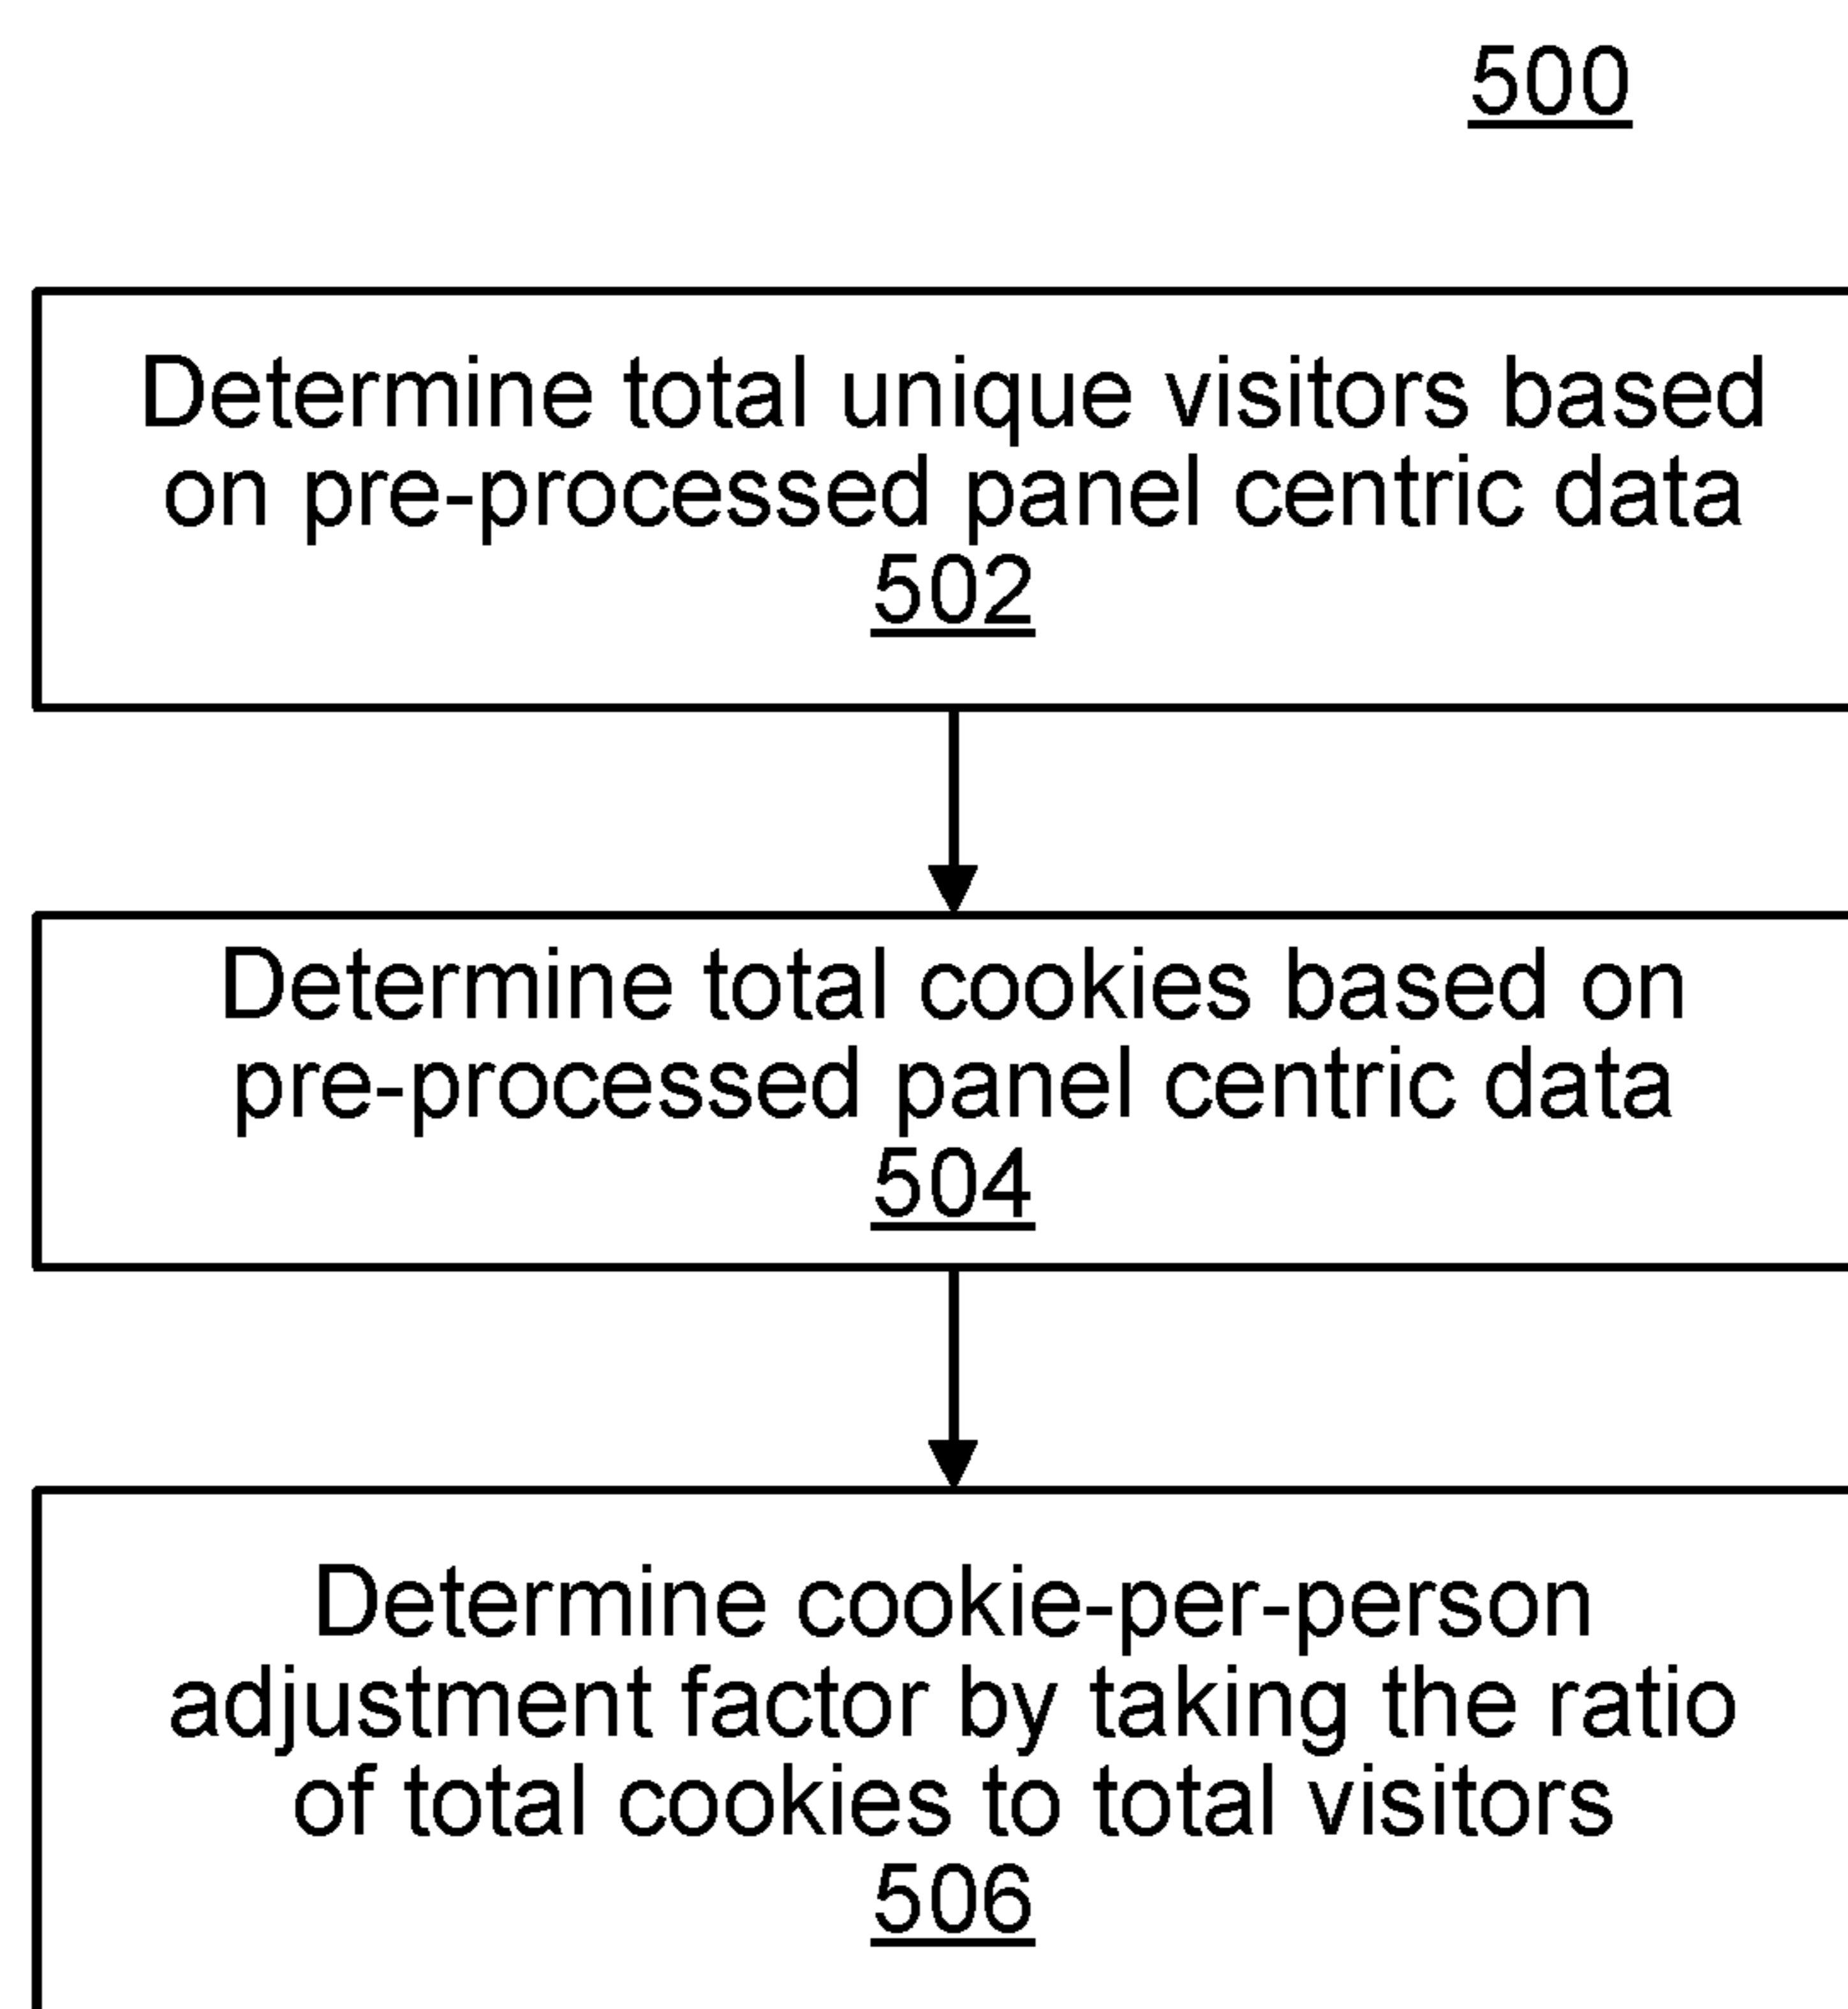 500
Determine total unique visitors based
on pre-processed panel centric data
502
Determine total cookies based on
pre-processed panel centric data
504
Determine cookie-per-person
adjustment factor by taking the ratio
of total cookies to total visitors
506